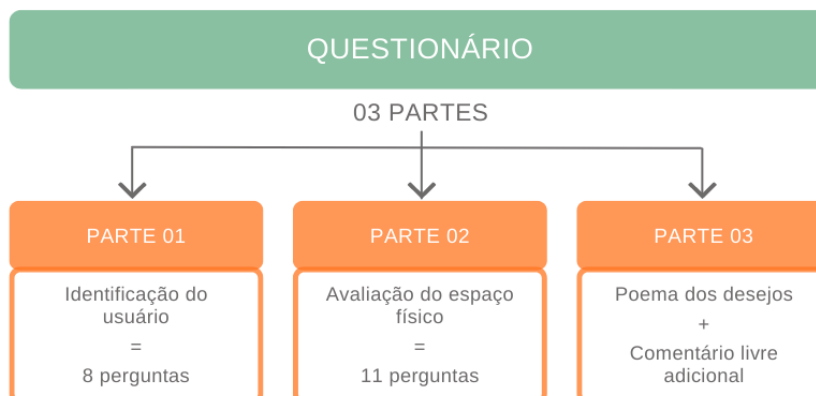 QUESTIONÁRIO
03 PARTES
PARTE 01
Identificação do
usuário
=
8 perguntas
PARTE 02
Avaliação do espaço
físico
=
11 perguntas
PARTE 03
Poema dos desejos
+
Comentário livre
adicional